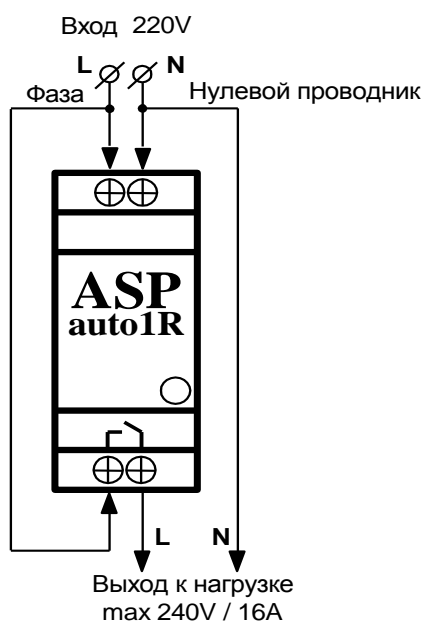 Вход 220V
L N
Фаза Нулевой проводник
ASP
auto1R
L N
Выход к нагрузке
max 240V / 16A